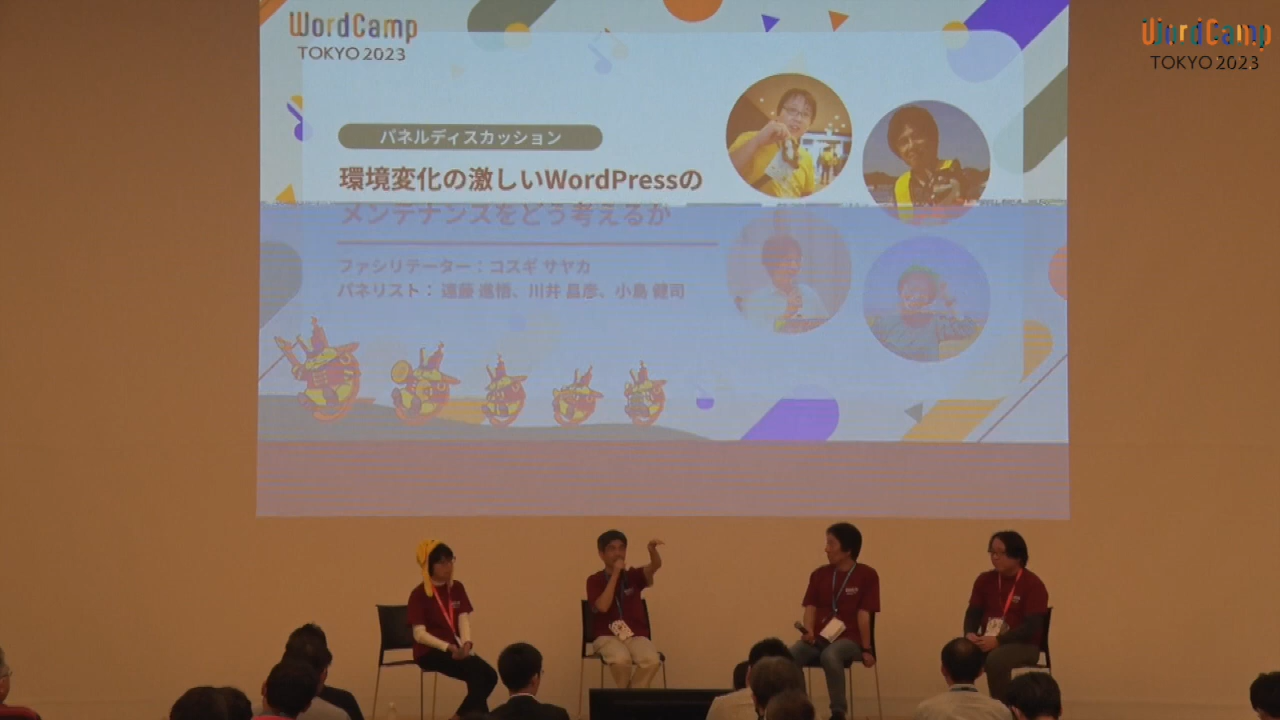 WordCamp
TOKYO 2023
WordCamp
TOKYO 2023
パネルディスカッション
環境変化の激しいWordPressの
メンテナンスをどう考えるか
ファシリテーター：コスギ サヤカ
パネリスト： 遠藤 進悟、川井 昌彦、小島 健司